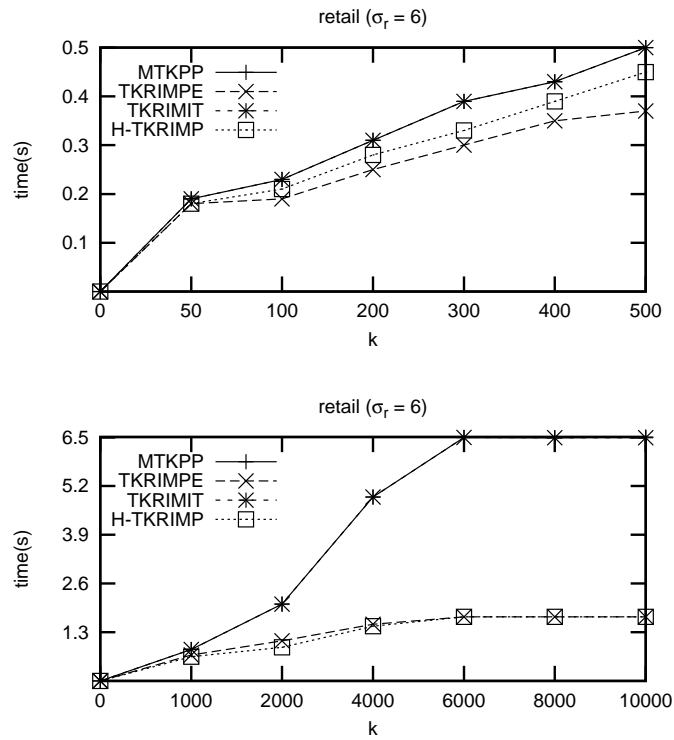 retail (σr = 6)
0.5
0.4
0.3
0.2
0.1
time(s)
MTKPP
TKRIMPE
TKRIMIT
H-TKRIMP
0 50 100 200 300 400 500
k
retail (σr = 6)
6.5
5.2
3.9
2.6
1.3
time(s)
MTKPP
TKRIMPE
TKRIMIT
H-TKRIMP
0 1000 2000 4000 6000 8000 10000
k